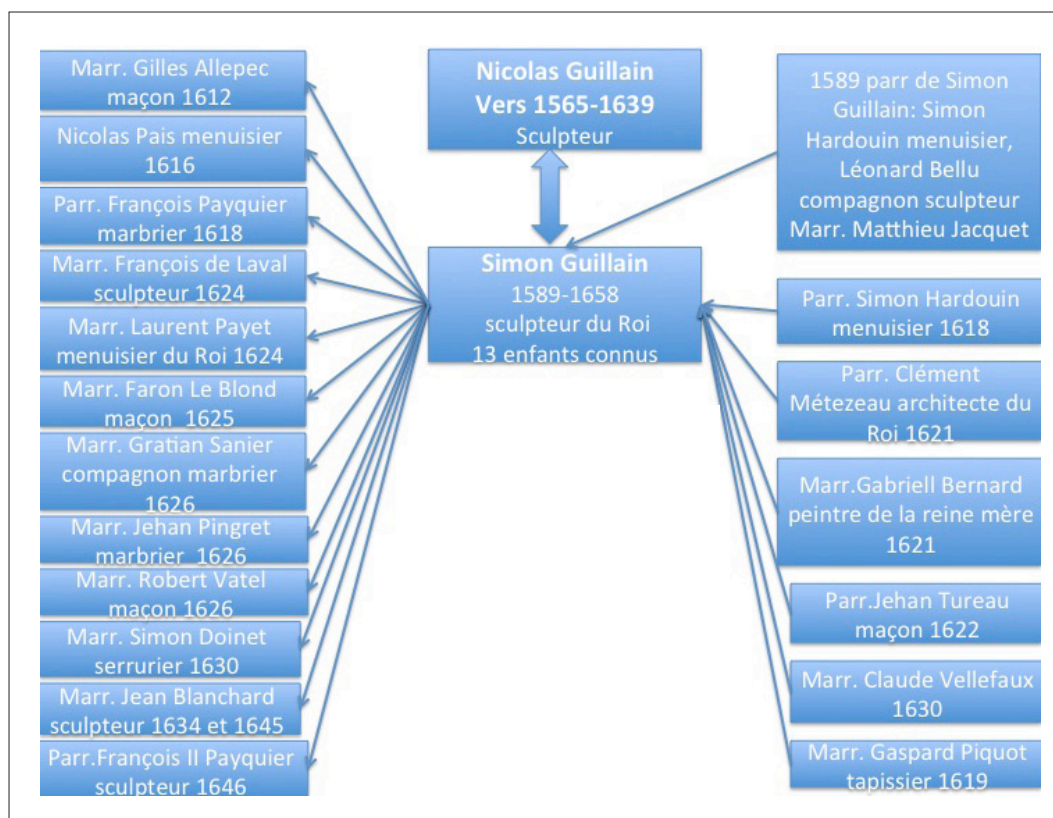 Marr. Gilles Allepec
maçon 1612
Nicolas Pais menuisier
1616
Parr. François Payquier
marbrier 1618
Marr. François de Laval
sculpteur 1624
Marr. Laurent Payet
menuisier du Roi 1624
Marr. Faron Le Blond
maçon 1625
Marr. Gratian Sanier
compagnon marbrier
1626
Marr. Jehan Pingret
marbrier 1626
Marr. Robert Vatel
maçon 1626
Marr. Simon Doinet
serrurier 1630
Marr. Jean Blanchard
sculpteur 1634 et 1645
Parr.François II Payquier
sculpteur 1646
Nicolas Guillain
Vers 1565-1639
Sculpteur
Simon Guillain
1589-1658
sculpteur du Roi
13 enfants connus
1589 parr de Simon
Guillain: Simon
Hardouin menuisier,
Léonard Bellu
compagnon sculpteur
Marr. Matthieu Jacquet
Parr. Simon Hardouin
menuisier 1618
Parr. Clément
Métezeau architecte du
Roi 1621
Marr.Gabriell Bernard
peintre de la reine mère
1621
Parr.Jehan Tureau
maçon 1622
Marr. Claude Vellefaux
1630
Marr. Gaspard Piquot
tapissier 1619